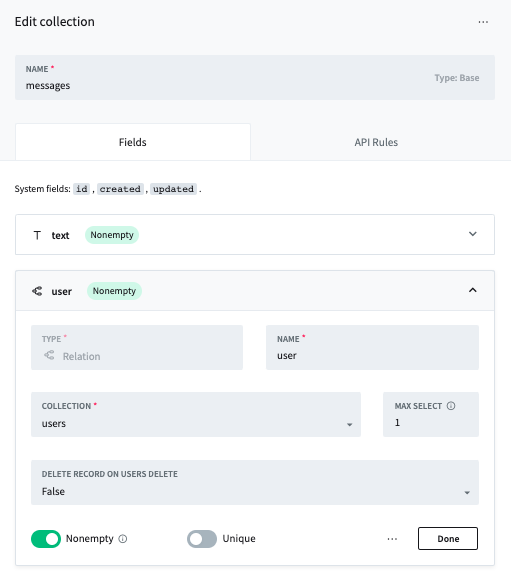 Edit collection
NAME *
messages
Type: Base
Fields
API Rules
System fields: id , created , updated .
T text Nonempty
user Nonempty
TYPE *
Relation
NAME *
user
COLLECTION *
users
MAX SELECT
1
DELETE RECORD ON USERS DELETE
False
Nonempty
Unique
Done